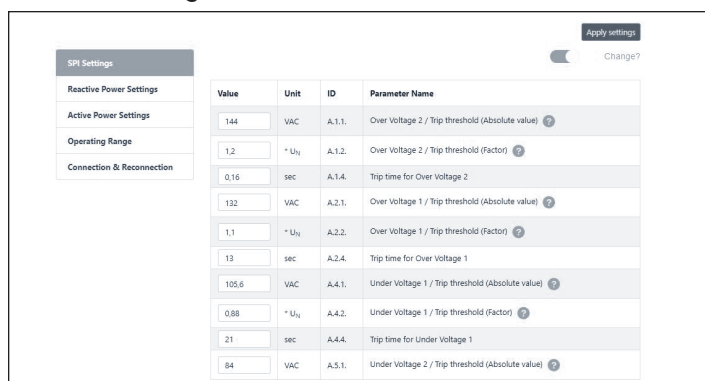 Apply settings
Change?
SPI Settings
Reactive Power Settings
Active Power Settings
Operating Range
Connection & Reconnection
Value Unit ID Parameter Name
144 VAC A.1.1. Over Voltage 2 / Trip threshold (Absolute value) ?
1,2 * UN A.1.2. Over Voltage 2 / Trip threshold (Factor) ?
0,16 sec A.1.4. Trip time for Over Voltage 2
132 VAC A.2.1. Over Voltage 1 / Trip threshold (Absolute value) ?
1,1 * UN A.2.2. Over Voltage 1 / Trip threshold (Factor) ?
13 sec A.2.4. Trip time for Over Voltage 1
105,6 VAC A.4.1. Under Voltage 1 / Trip threshold (Absolute value) ?
0,88 * UN A.4.2. Under Voltage 1 / Trip threshold (Factor) ?
21 sec A.4.4. Trip time for Under Voltage 1
84 VAC A.5.1. Under Voltage 2 / Trip threshold (Absolute value) ?